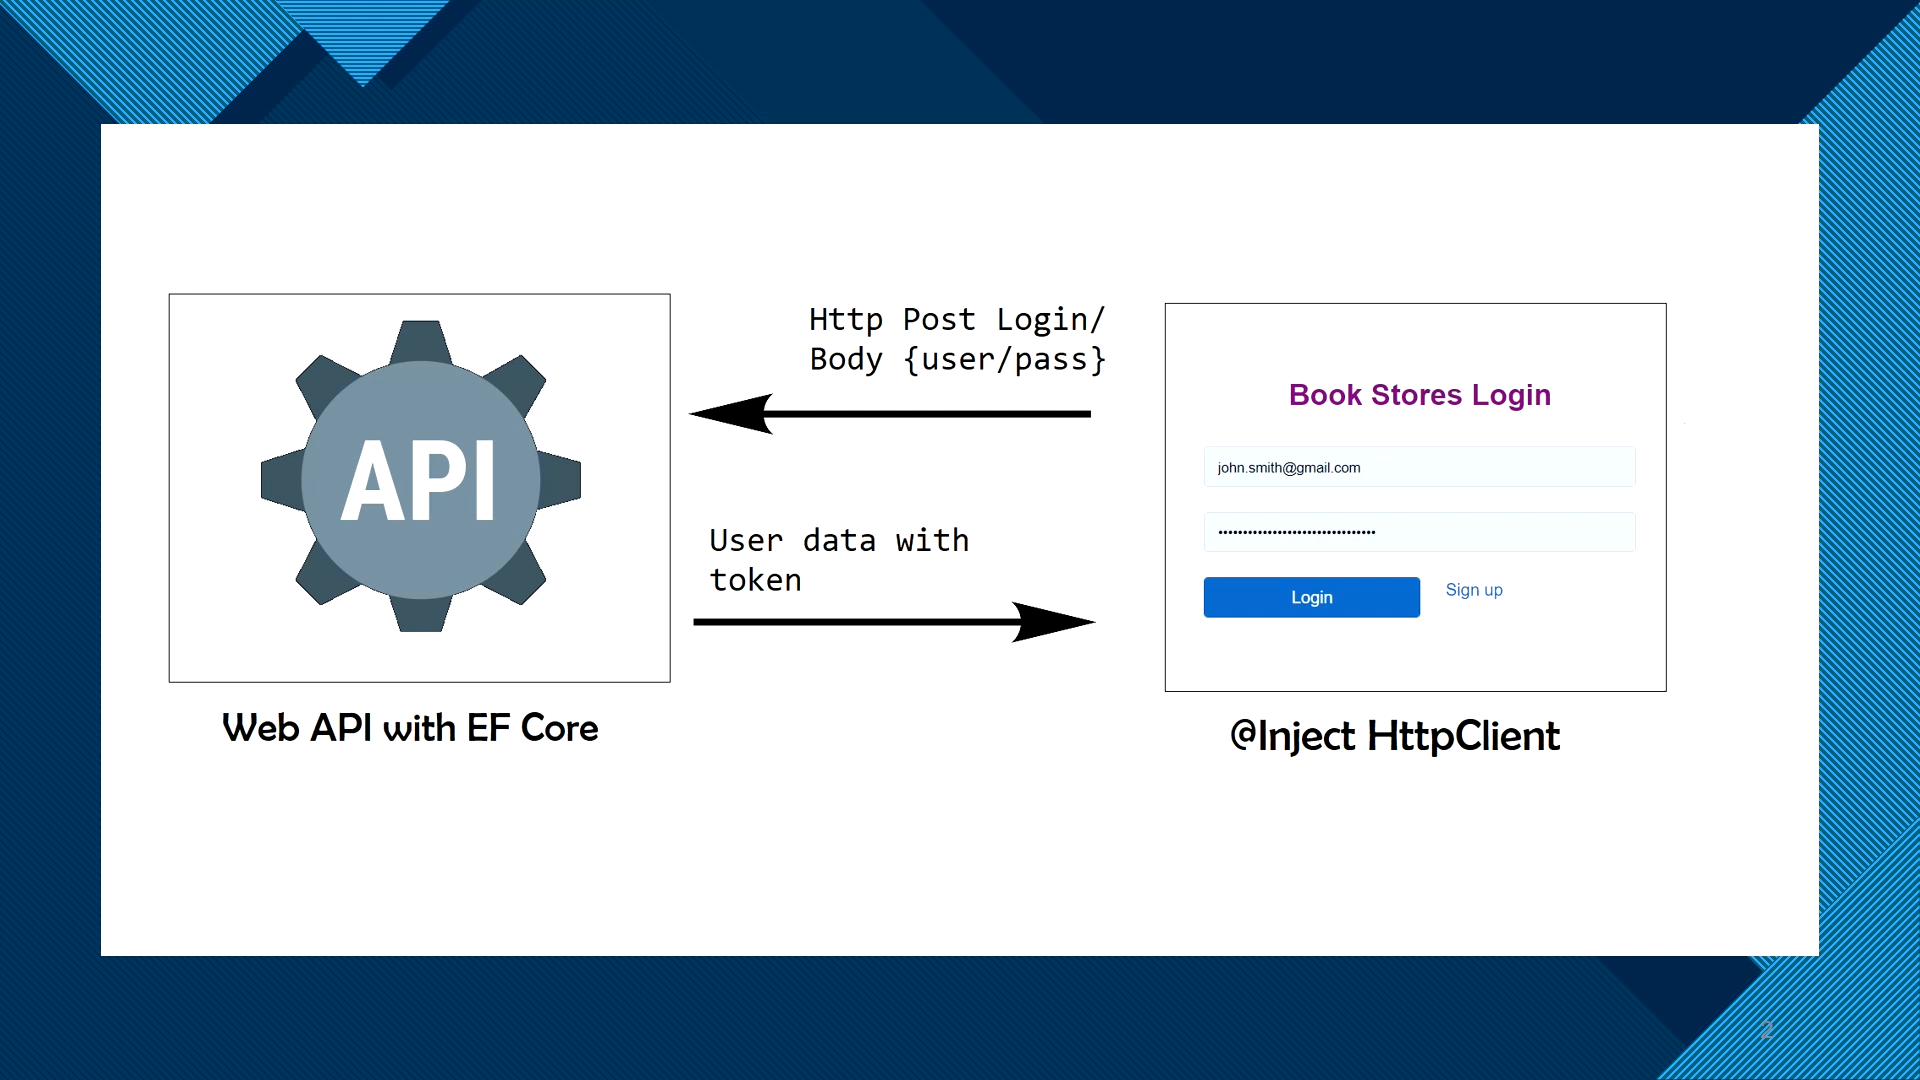 API
Web API with EF Core
Http Post Login/
Body {user/pass}
User data with
token
Book Stores Login
john.smith@gmail.com
••••••••••••••••••••••••••••••••
Login
Sign up
@Inject HttpClient
2